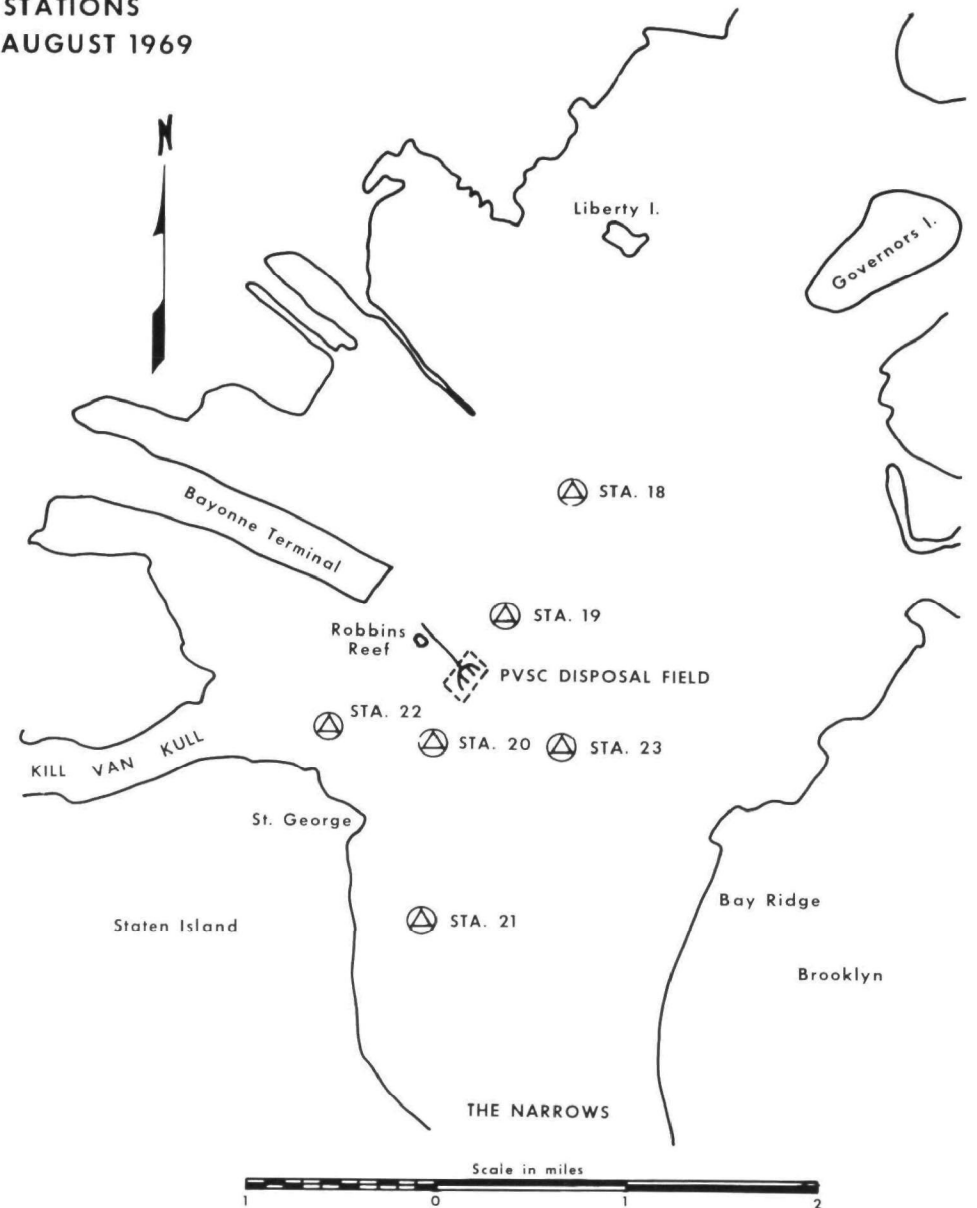 STATIONS
AUGUST 1969
N
Liberty I.
Governors I.
STA. 18
Bayonne Terminal
STA. 19
Robbins
Reef
PVSC DISPOSAL FIELD
STA. 22
STA. 20
STA. 23
KILL VAN KULL
St. George
STA. 21
Staten Island
Bay Ridge
Brooklyn
THE NARROWS
Scale in miles
1 0 1 2